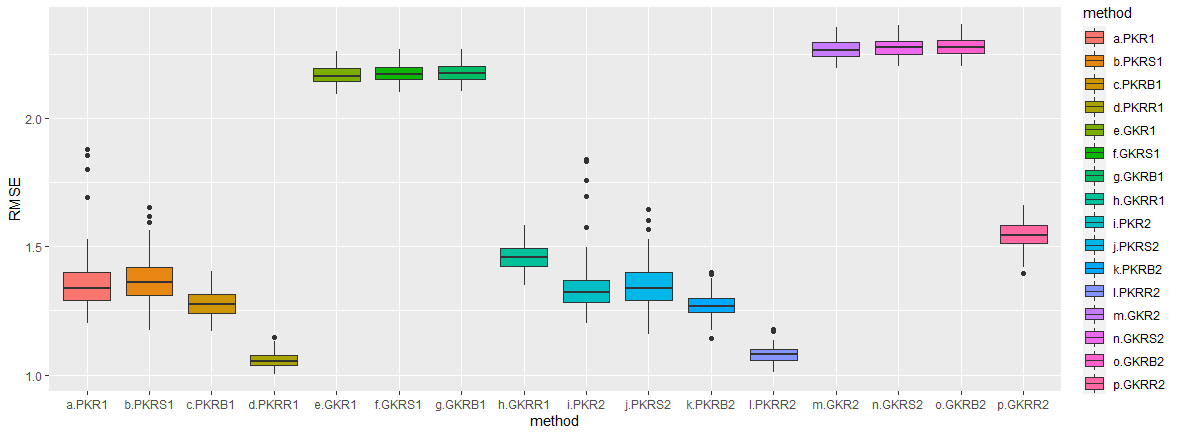 RMSE
2.0
1.5
1.0
a.PKR1 b.PKRS1 c.PKRB1 d.PKRR1 e.GKR1 f.GKRS1 g.GKRB1 h.GKRR1 i.PKR2 j.PKRS2 k.PKRB2 l.PKRR2 m.GKR2 n.GKRS2 o.GKRB2 p.GKRR2
method
method
a.PKR1
b.PKRS1
c.PKRB1
d.PKRR1
e.GKR1
f.GKRS1
g.GKRB1
h.GKRR1
i.PKR2
j.PKRS2
k.PKRB2
l.PKRR2
m.GKR2
n.GKRS2
o.GKRB2
p.GKRR2